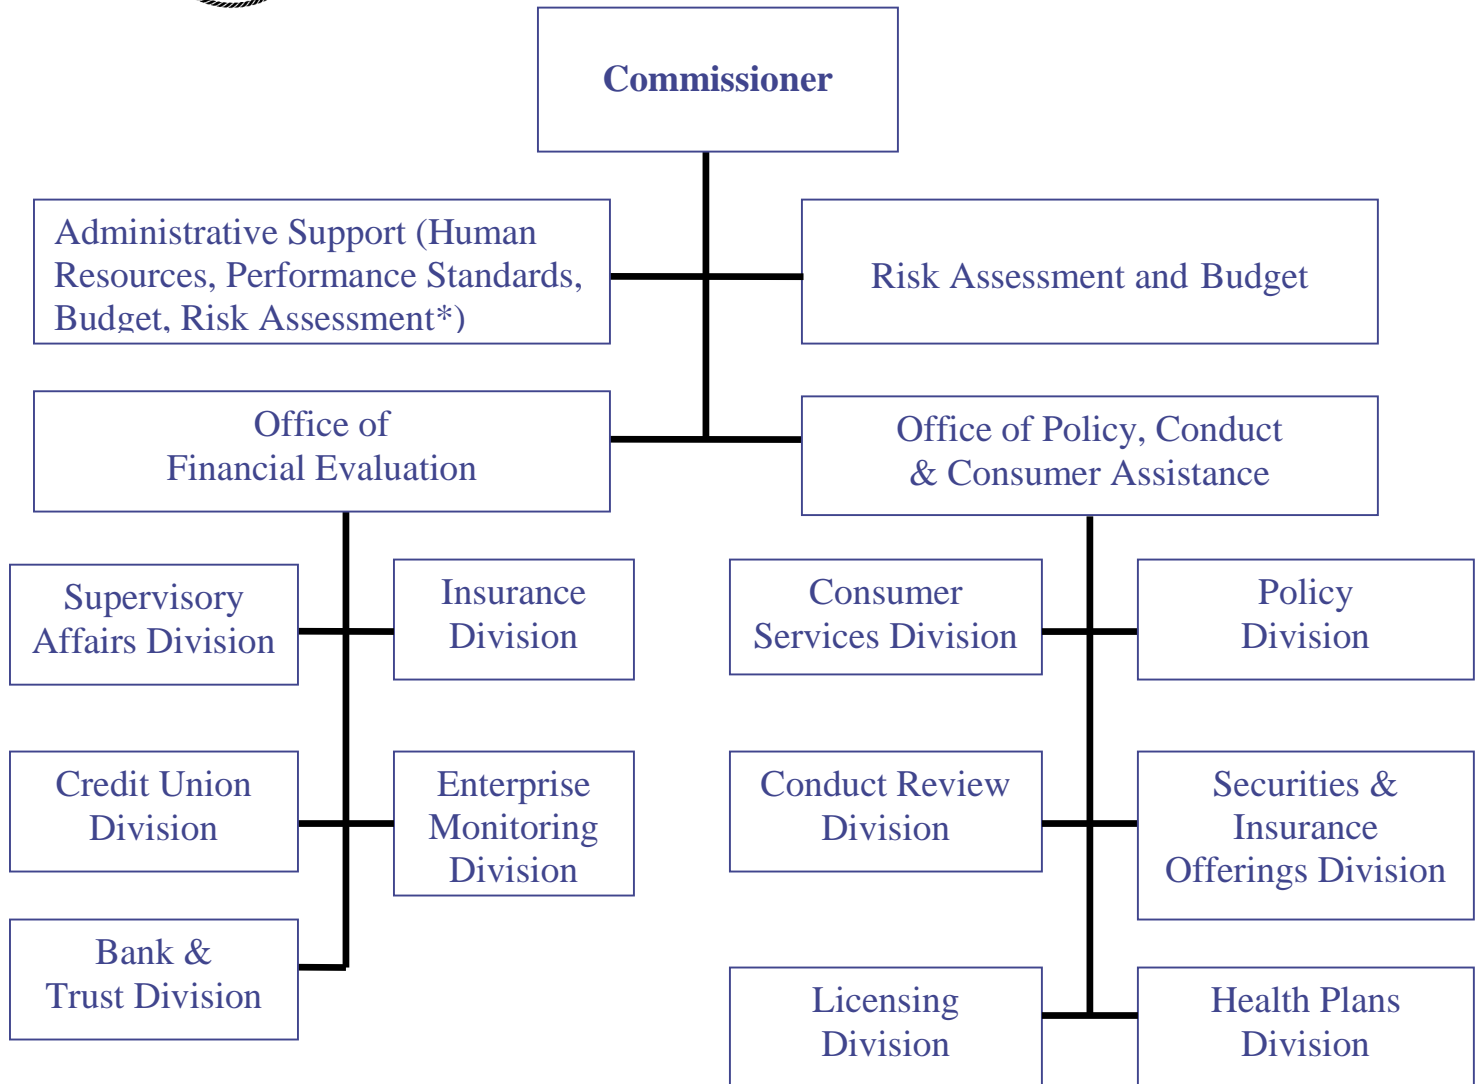 Commissioner
Administrative Support (Human
Resources, Performance Standards,
Budget, Risk Assessment*)
Risk Assessment and Budget
Office of
Financial Evaluation
Office of Policy, Conduct
& Consumer Assistance
Supervisory
Affairs Division
Insurance
Division
Consumer
Services Division
Policy
Division
Credit Union
Division
Enterprise
Monitoring
Division
Conduct Review
Division
Securities &
Insurance
Offerings Division
Bank &
Trust Division
Licensing
Division
Health Plans
Division